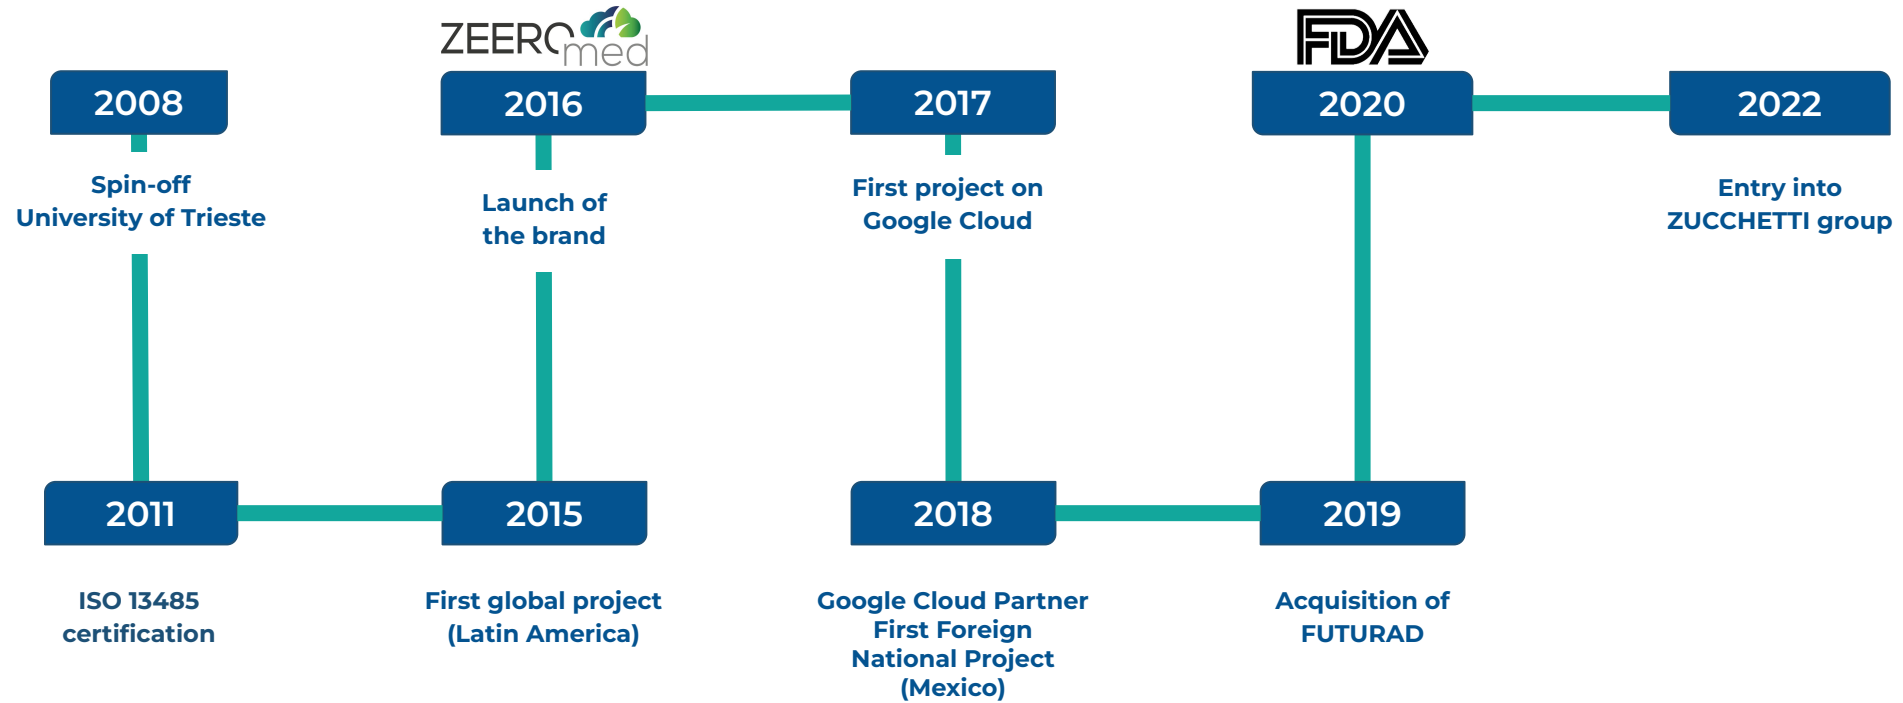 2008
Spin-off
University of Trieste
2011
ISO 13485
certification
2015
First global project
(Latin America)
ZEERO
med
2016
Launch of
the brand
2017
First project on
Google Cloud
2018
Google Cloud Partner
First Foreign
National Project
(Mexico)
2019
Acquisition of
FUTURAD
FDA
2020
2022
Entry into
ZUCCHETTI group